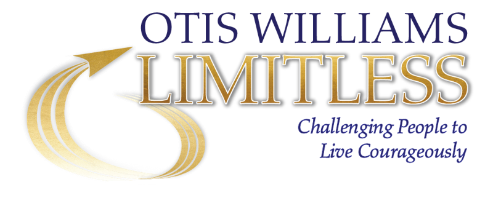 OTIS WILLIAMS
LIMITLESS
Challenging People to
Live Courageously